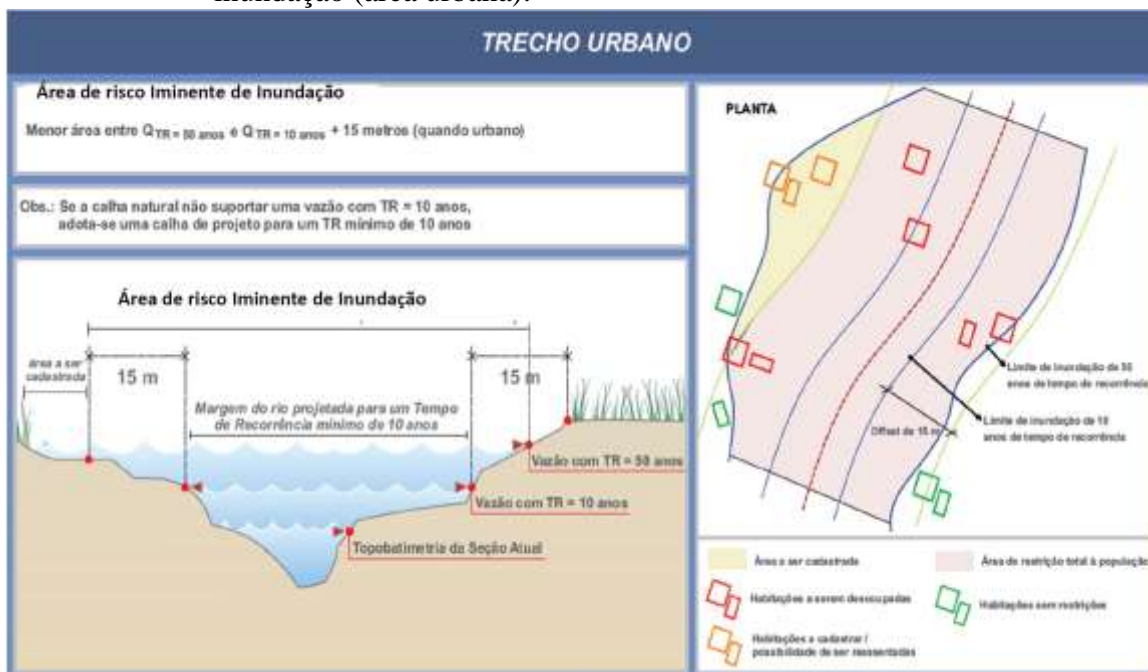 inundação (área urbana).
TRECHO URBANO
Área de risco Iminente de Inundação
Menor área entre QTR = 50 anos e QTR = 10 anos + 15 metros (quando urbano)
Obs.: Se a calha natural não suportar uma vazão com TR = 10 anos,
adota-se uma calha de projeto para um TR mínimo de 10 anos
Área de risco Iminente de Inundação
área a ser
cadastrada
15 m
15 m
Margem do rio projetada para um Tempo
de Recorrência mínimo de 10 anos
Vazão com TR = 50 anos
Vazão com TR = 10 anos
Topobatimetria da Seção Atual
PLANTA
Limite de inundação de 50
anos de tempo de recorrência
Limite de inundação de 10
anos de tempo de recorrência
Offset de 15 m
Área a ser cadastrada
Área de restrição total à população
Habitações a serem desocupadas
Habitações sem restrições
Habitações a cadastrar /
possibilidade de ser reassentadas